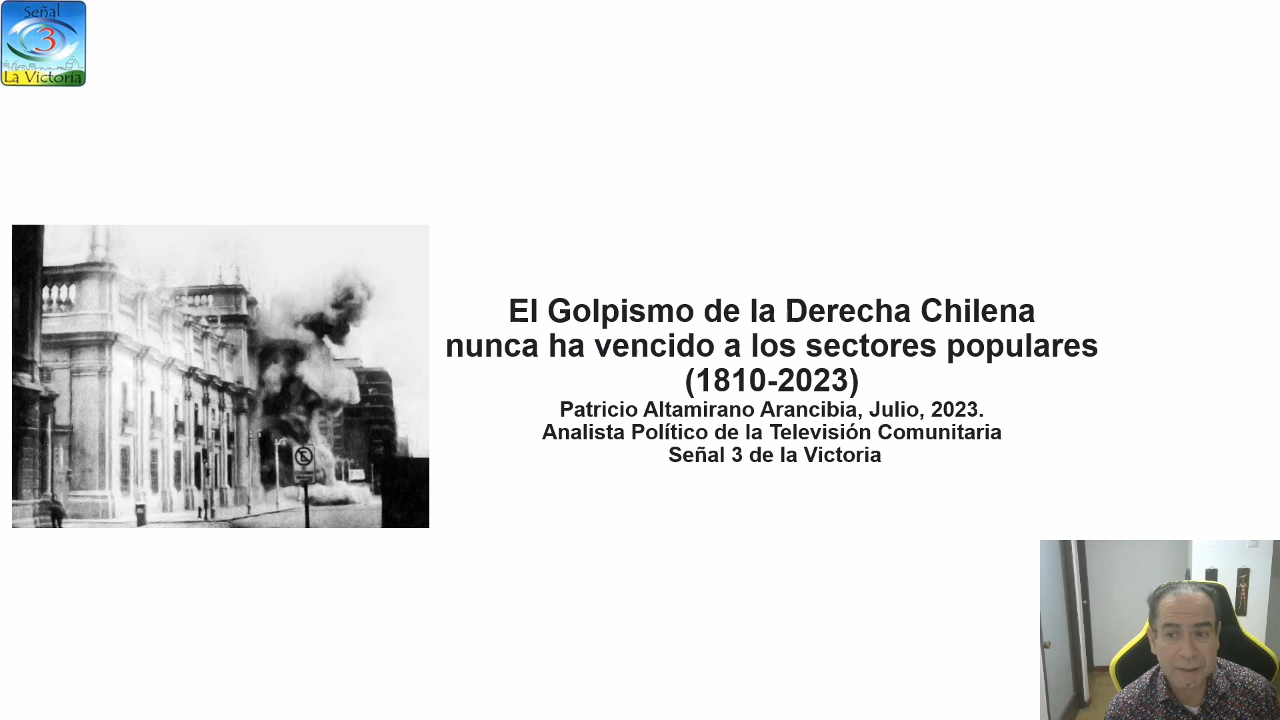 Señal
3
La Victoria
El Golpismo de la Derecha Chilena
nunca ha vencido a los sectores populares
(1810-2023)
Patricio Altamirano Arancibia, Julio, 2023.
Analista Político de la Televisión Comunitaria
Señal 3 de la Victoria